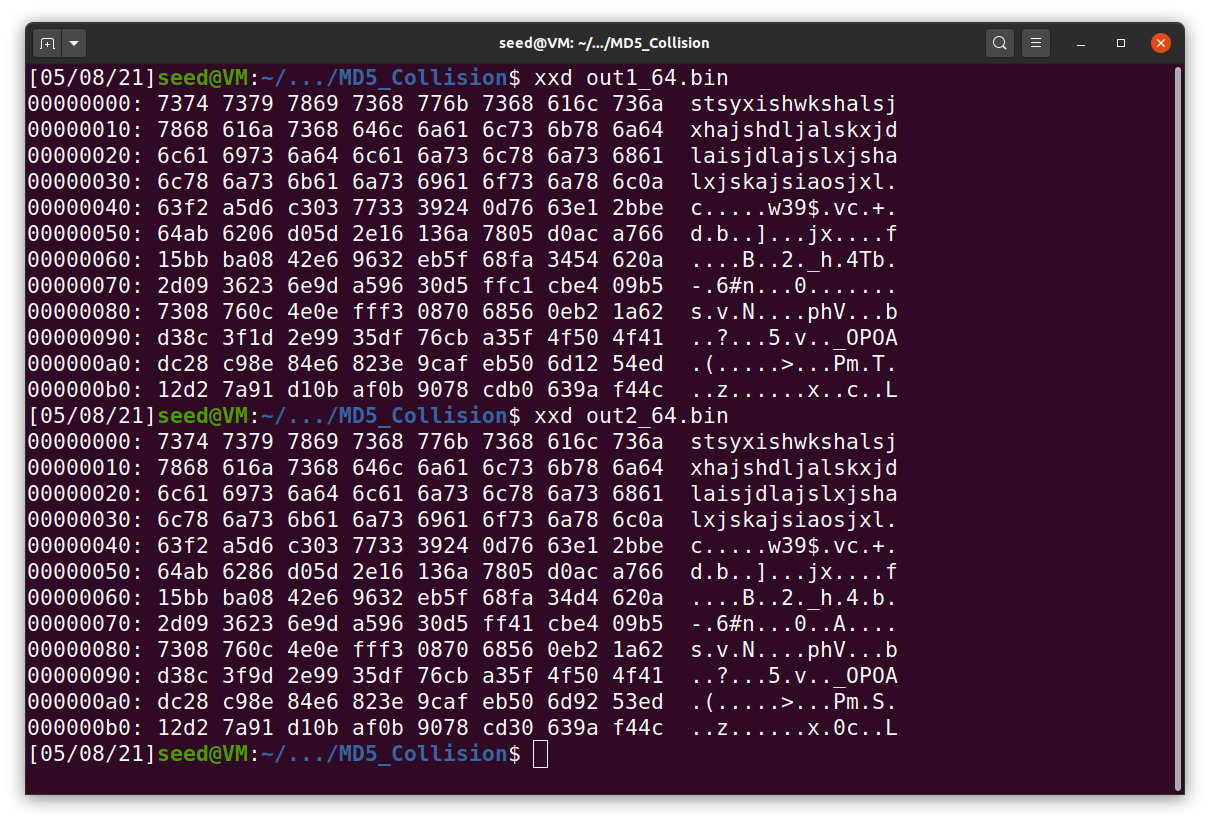 seed@VM: ~/.../MD5_Collision
[05/08/21]seed@VM:~/.../MD5_Collision$ xxd out1_64.bin
00000000: 7374 7379 7869 7368 776b 7368 616c 736a  stsyxishwkshalsj
00000010: 7868 616a 7368 646c 6a61 6c73 6b78 6a64  xhajshdljalskxjd
00000020: 6c61 6973 6a64 6c61 6a73 6c78 6a73 6861  laisjdlajslxjsha
00000030: 6c78 6a73 6b61 6a73 6961 6f73 6a78 6c0a  lxjskajsiaosjxl.
00000040: 63f2 a5d6 c303 7733 3924 0d76 63e1 2bbe  c.....w39$.vc.+.
00000050: 64ab 6206 d05d 2e16 136a 7805 d0ac a766  d.b..]...jx....f
00000060: 15bb ba08 42e6 9632 eb5f 68fa 3454 620a  ....B..2._h.4Tb.
00000070: 2d09 3623 6e9d a596 30d5 ffc1 cbe4 09b5  -.6#n...0.......
00000080: 7308 760c 4e0e fff3 0870 6856 0eb2 1a62  s.v.N....phV...b
00000090: d38c 3f1d 2e99 35df 76cb a35f 4f50 4f41  ..?...5.v.._OPOA
000000a0: dc28 c98e 84e6 823e 9caf eb50 6d12 54ed  .(.....>...Pm.T.
000000b0: 12d2 7a91 d10b af0b 9078 cdb0 639a f44c  ..z......x..c..L
[05/08/21]seed@VM:~/.../MD5_Collision$ xxd out2_64.bin
00000000: 7374 7379 7869 7368 776b 7368 616c 736a  stsyxishwkshalsj
00000010: 7868 616a 7368 646c 6a61 6c73 6b78 6a64  xhajshdljalskxjd
00000020: 6c61 6973 6a64 6c61 6a73 6c78 6a73 6861  laisjdlajslxjsha
00000030: 6c78 6a73 6b61 6a73 6961 6f73 6a78 6c0a  lxjskajsiaosjxl.
00000040: 63f2 a5d6 c303 7733 3924 0d76 63e1 2bbe  c.....w39$.vc.+.
00000050: 64ab 6286 d05d 2e16 136a 7805 d0ac a766  d.b..]...jx....f
00000060: 15bb ba08 42e6 9632 eb5f 68fa 34d4 620a  ....B..2._h.4.b.
00000070: 2d09 3623 6e9d a596 30d5 ff41 cbe4 09b5  -.6#n...0..A....
00000080: 7308 760c 4e0e fff3 0870 6856 0eb2 1a62  s.v.N....phV...b
00000090: d38c 3f9d 2e99 35df 76cb a35f 4f50 4f41  ..?...5.v.._OPOA
000000a0: dc28 c98e 84e6 823e 9caf eb50 6d92 53ed  .(.....>...Pm.S.
000000b0: 12d2 7a91 d10b af0b 9078 cd30 639a f44c  ..z......x.0c..L
[05/08/21]seed@VM:~/.../MD5_Collision$